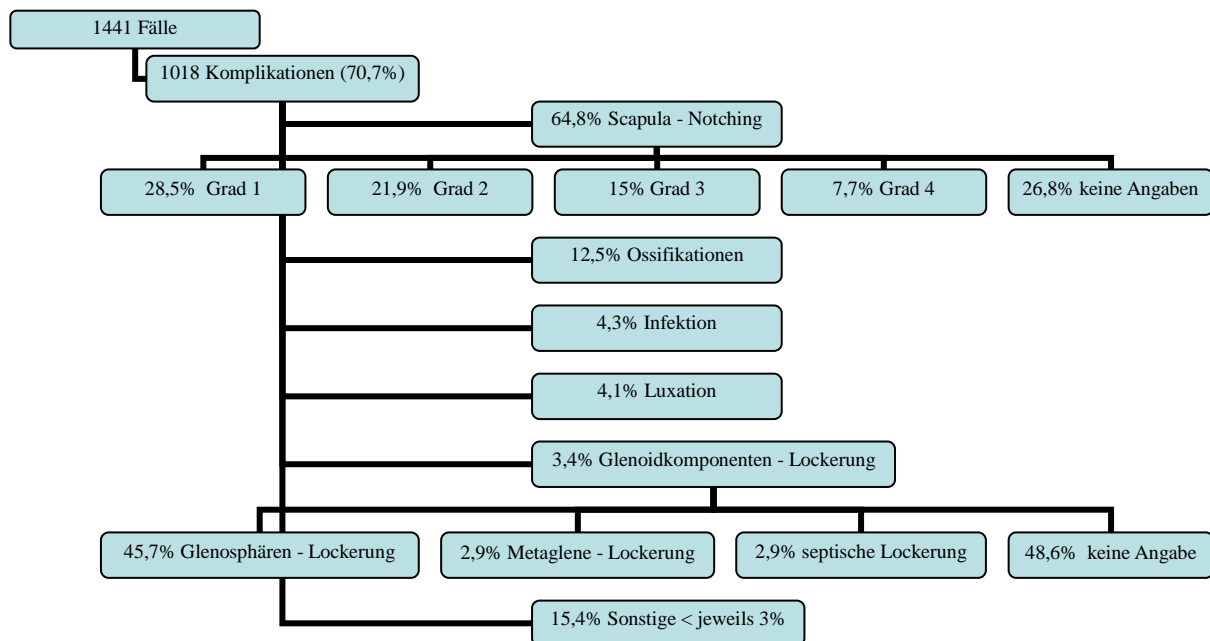 1441 Fälle
1018 Komplikationen (70,7%)
64,8% Scapula - Notching
28,5% Grad 1
21,9% Grad 2
15% Grad 3
7,7% Grad 4
26,8% keine Angaben
12,5% Ossifikationen
4,3% Infektion
4,1% Luxation
3,4% Glenoidkomponenten - Lockerung
45,7% Glenosphären - Lockerung
2,9% Metaglene - Lockerung
2,9% septische Lockerung
48,6% keine Angabe
15,4% Sonstige < jeweils 3%